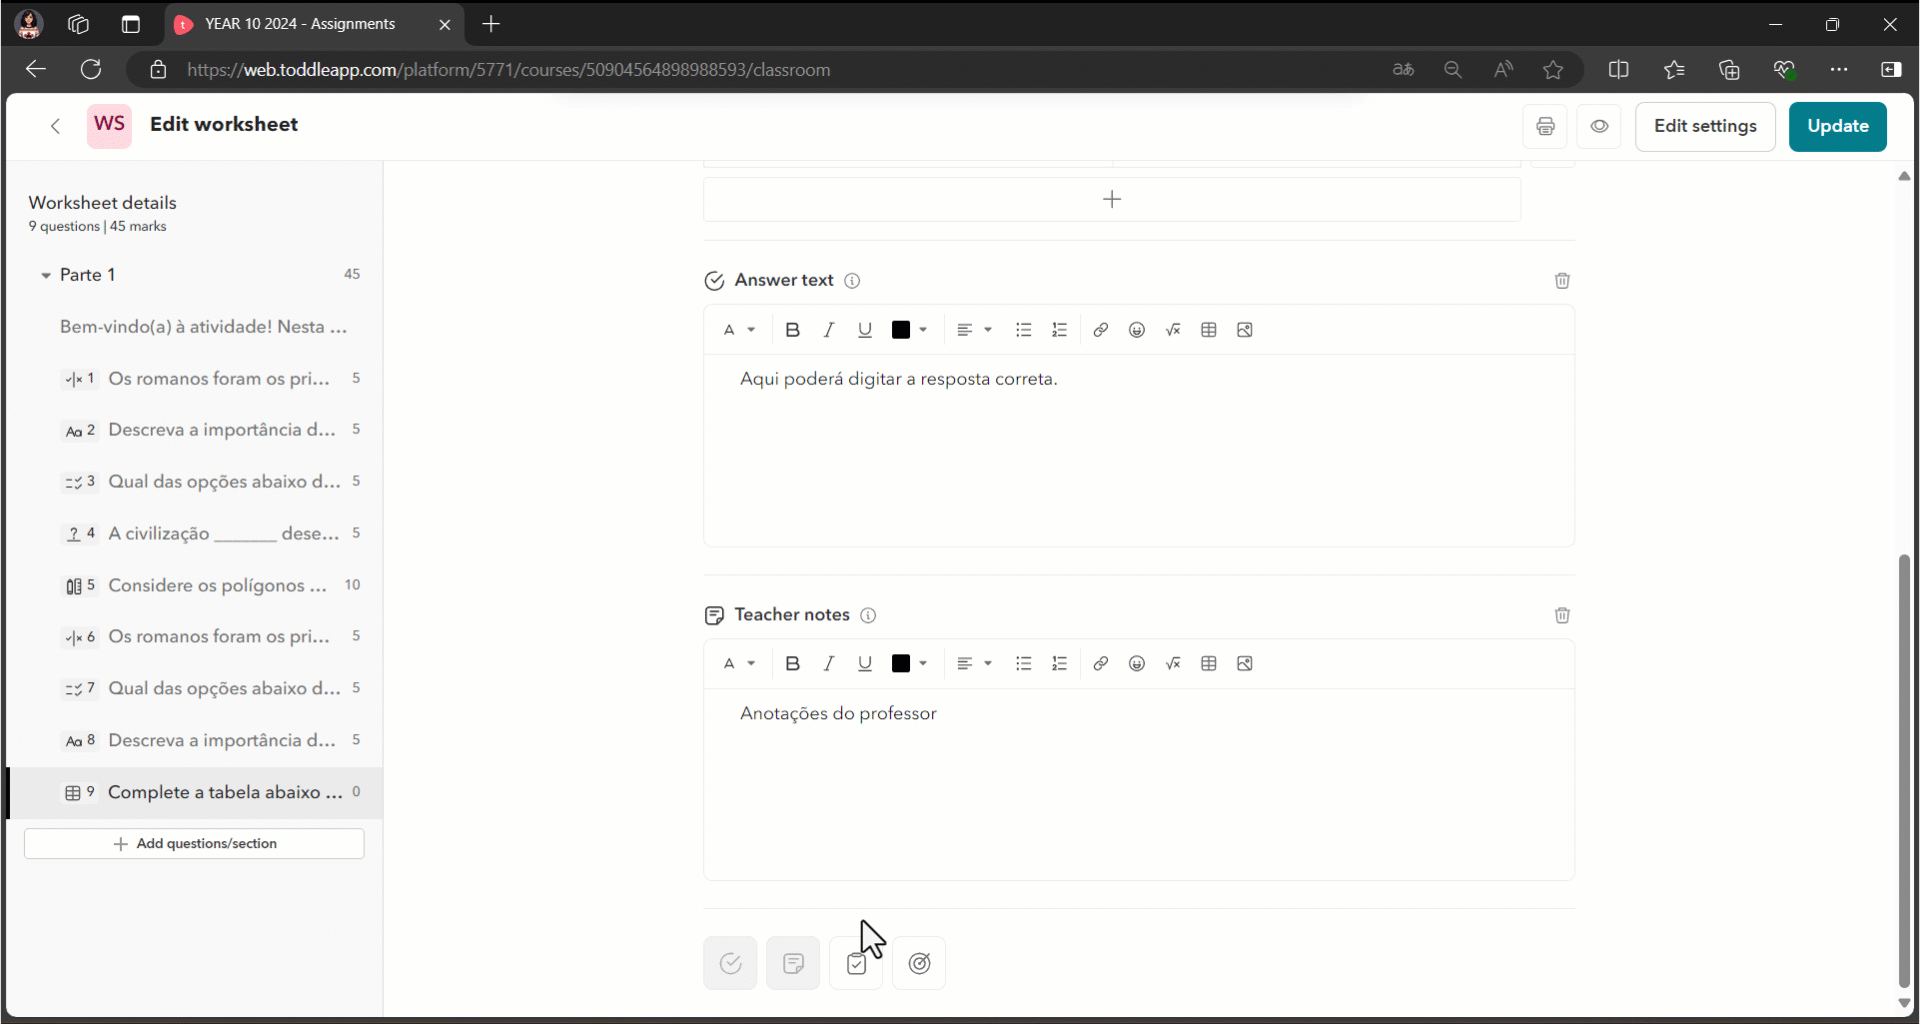 YEAR 10 2024 - Assignments
https://web.toddleapp.com/platform/5771/courses/50904564898988593/classroom
WS Edit worksheet
Edit settings
Update
Worksheet details
9 questions | 45 marks
Parte 1 45
Bem-vindo(a) à atividade! Nesta ...
1 Os romanos foram os pri... 5
Aa 2 Descreva a importância d... 5
3 Qual das opções abaixo d... 5
? 4 A civilização _______ dese... 5
5 Considere os polígonos ... 10
6 Os romanos foram os pri... 5
7 Qual das opções abaixo d... 5
Aa 8 Descreva a importância d... 5
9 Complete a tabela abaixo ... 0
+ Add questions/section
Answer text
A B I U
Aqui poderá digitar a resposta correta.
Teacher notes
A B I U
Anotações do professor